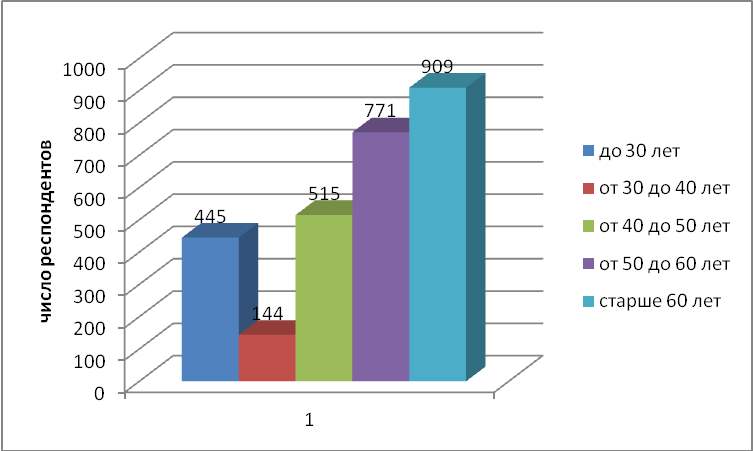 число респондентов
1000
900
800
700
600
500
400
300
200
100
0
445
144
515
771
909
1
до 30 лет
от 30 до 40 лет
от 40 до 50 лет
от 50 до 60 лет
старше 60 лет